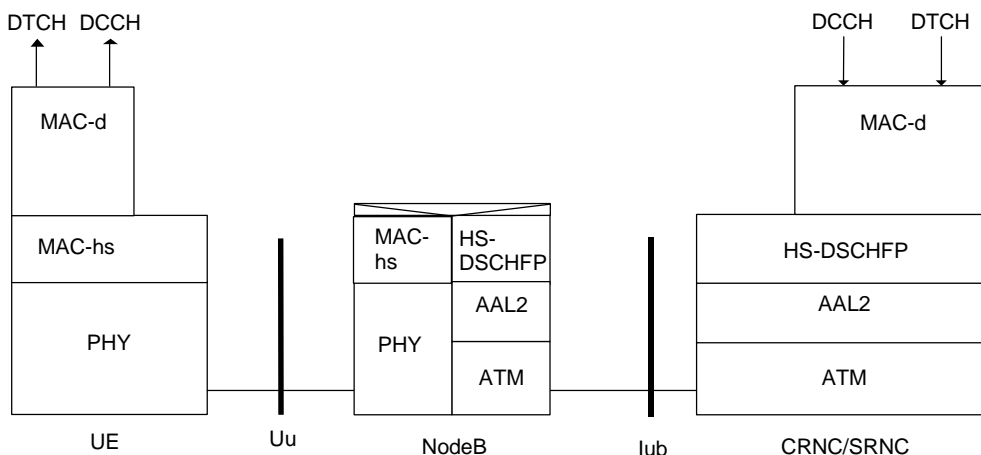 DTCH DCCH
DCCH DTCH
MAC-d
MAC-d
MAC-hs
MAC-
hs
HS-
DSCHFP
HS-DSCHFP
AAL2
AAL2
PHY
PHY
ATM
ATM
UE
Uu
NodeB
Iub
CRNC/SRNC